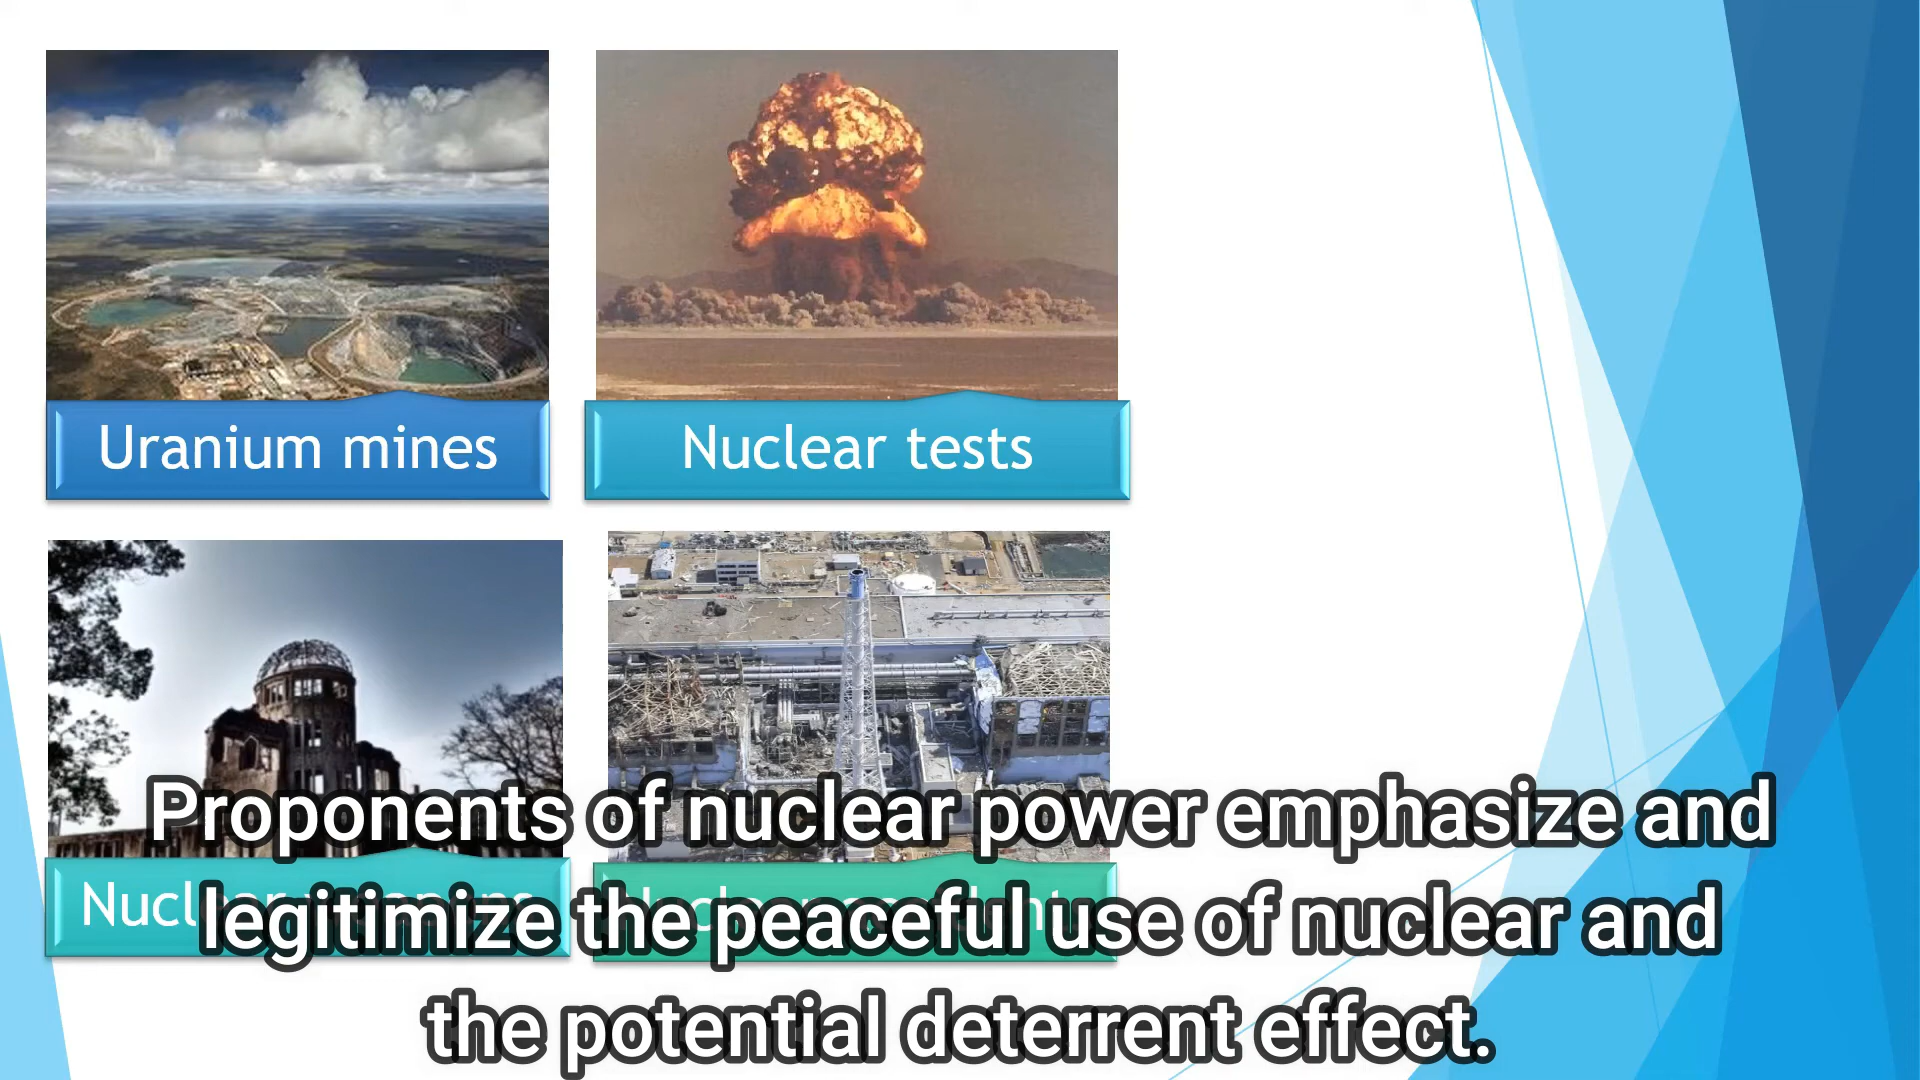 Uranium mines
Nuclear tests
Proponents of nuclear power emphasize and
legitimize the peaceful use of nuclear and
the potential deterrent effect.